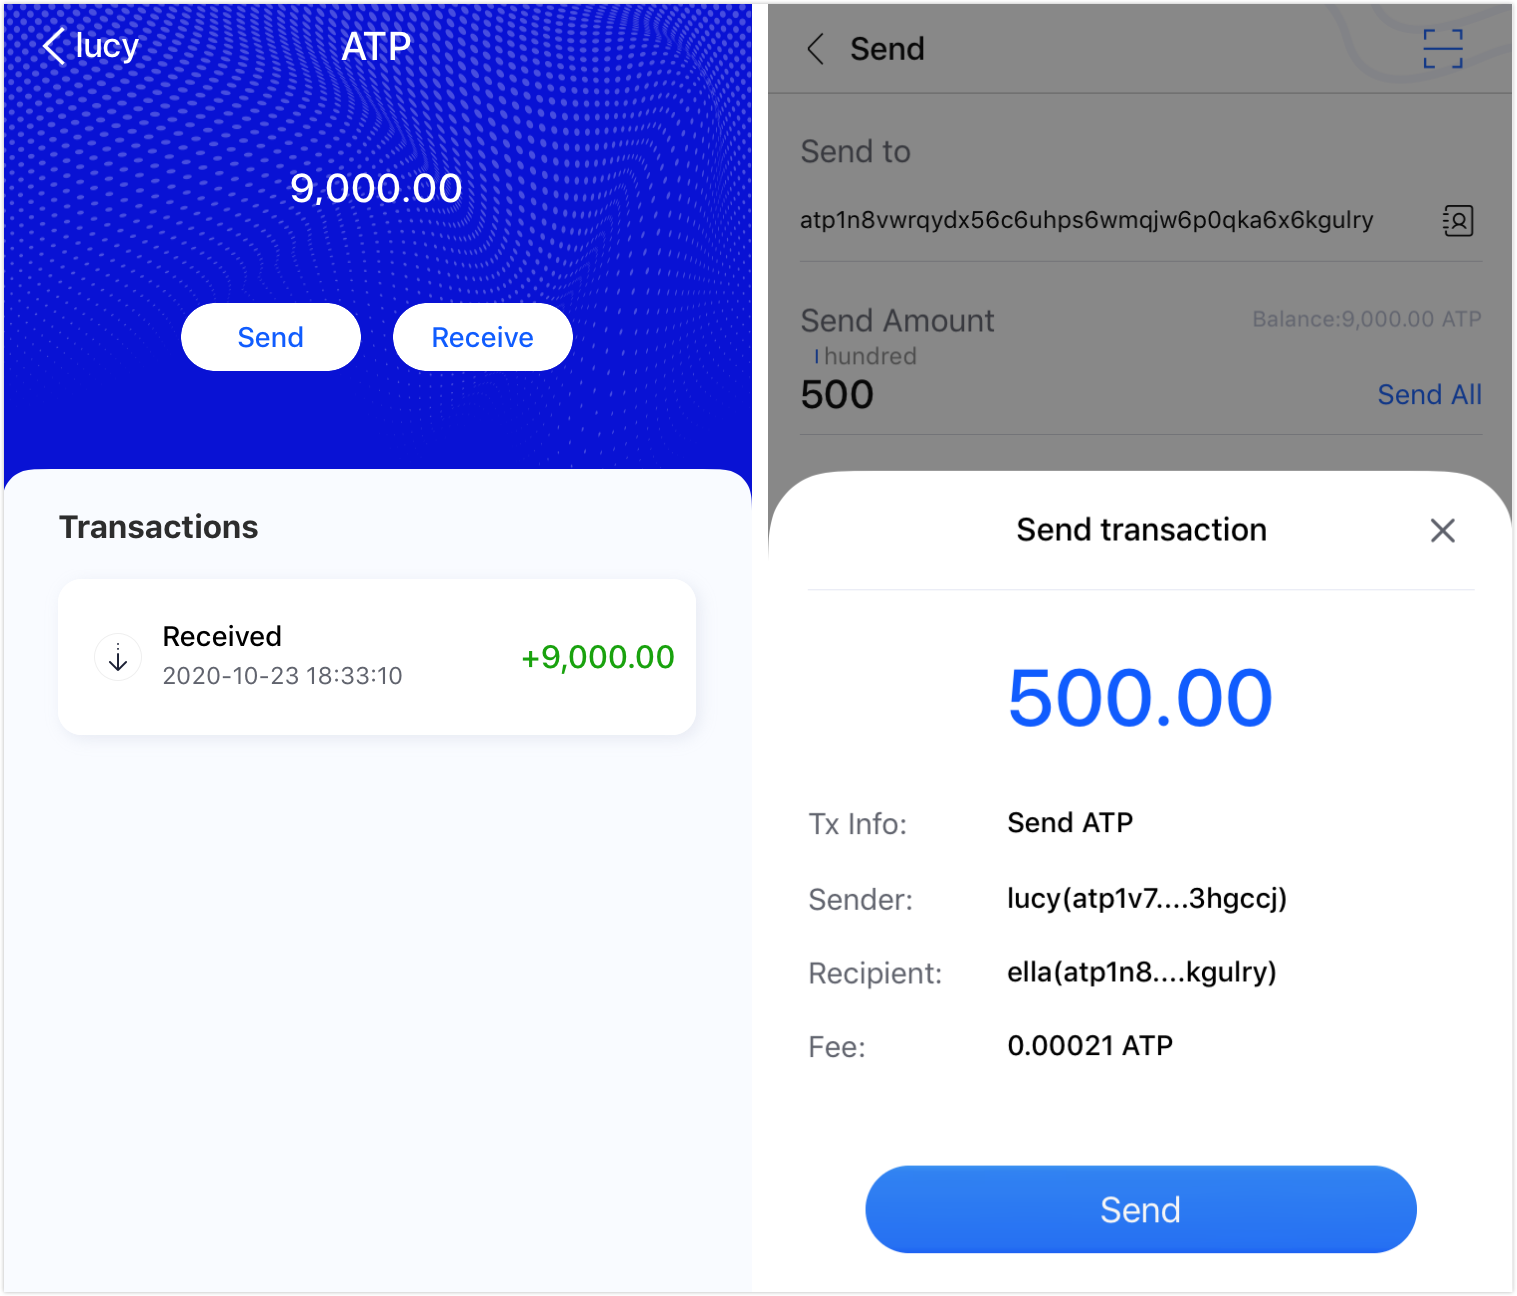 lucy
ATP
9,000.00
Send
Receive
Transactions
Received
2020-10-23 18:33:10
+9,000.00
Send
Send to
atp1n8vwrqydx56c6uhps6wmqjw6p0qka6x6kgulry
Send Amount
Balance:9,000.00 ATP
hundred
500
Send All
Send transaction
500.00
Tx Info:
Send ATP
Sender:
lucy(atp1v7....3hgccj)
Recipient:
ella(atp1n8....kgulry)
Fee:
0.00021 ATP
Send